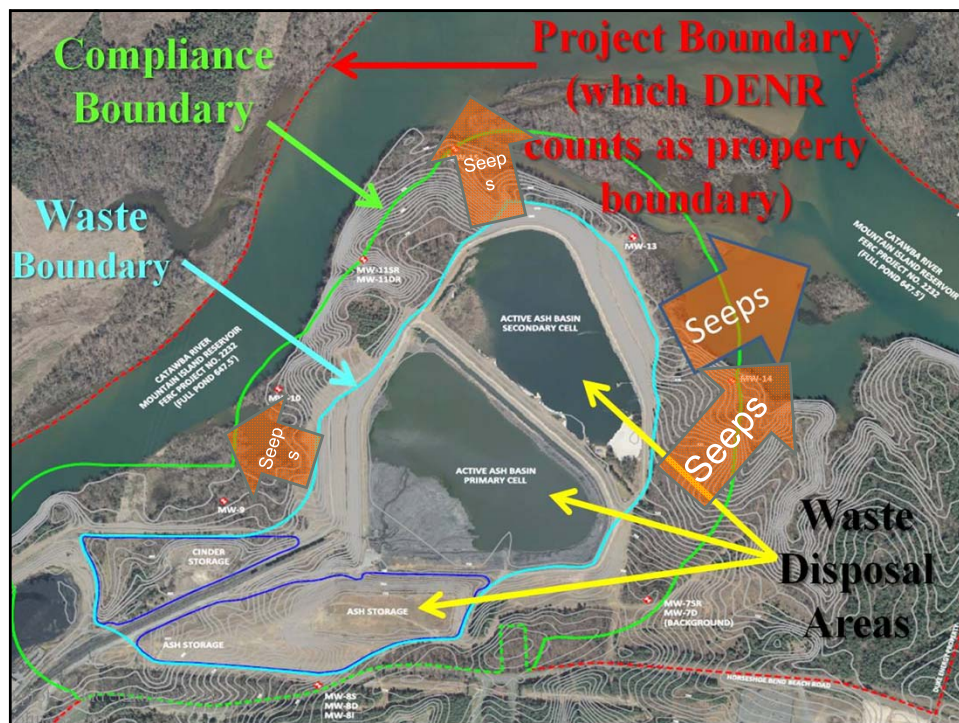 Compliance
Boundary
Project Boundary
(which DENR
counts as property
boundary)
Waste
Boundary
Seep
s
MW-13
MW-11SR
MW-11DR
CATAWBA RIVER
MOUNTAIN ISLAND RESERVOIR
FERC PROJECT NO. 2232
(FULL POND 647.5')
ACTIVE ASH BASIN
SECONDARY CELL
Seeps
CATAWBA RIVER
MOUNTAIN ISLAND RESERVOIR
FERC PROJECT NO. 2232
(FULL POND 647.5')
MW-14
-10
Seep
s
Seeps
ACTIVE ASH BASIN
PRIMARY CELL
MW-9
Waste
Disposal
Areas
CINDER
STORAGE
ASH STORAGE
ASH STORAGE
MW-7SR
MW-7D
(BACKGROUND)
HORSESHOE BEND BEACH ROAD
DUKE ENERGY PROPERTY
MW-8S
MW-8D
MW-8I